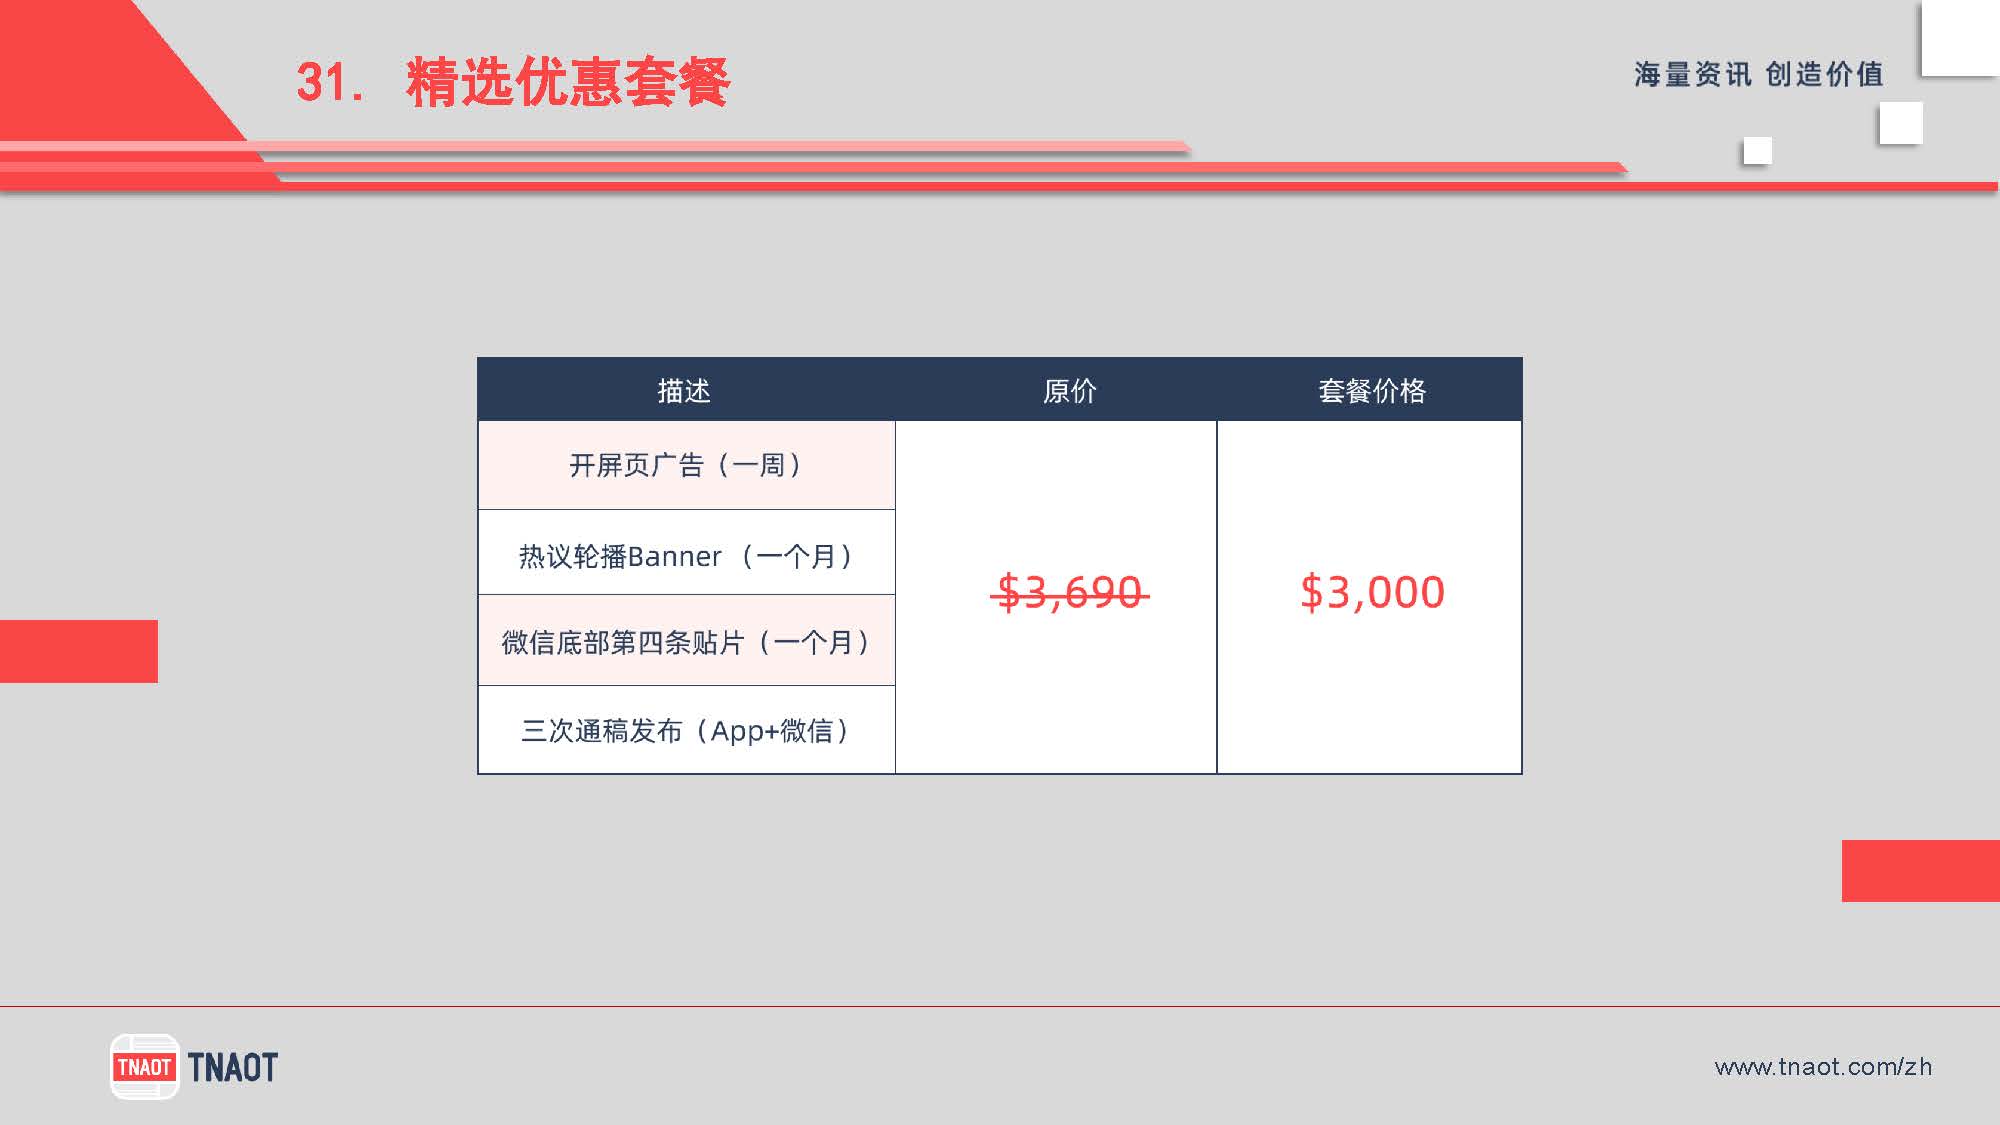 31. 精选优惠套餐
海量资讯 创造价值
描述 原价 套餐价格
开屏页广告（一周）
热议轮播Banner （一个月）
$3,690 $3,000
微信底部第四条贴片（一个月）
三次通稿发布（App+微信）
TNAOT TNAOT
www.tnaot.com/zh